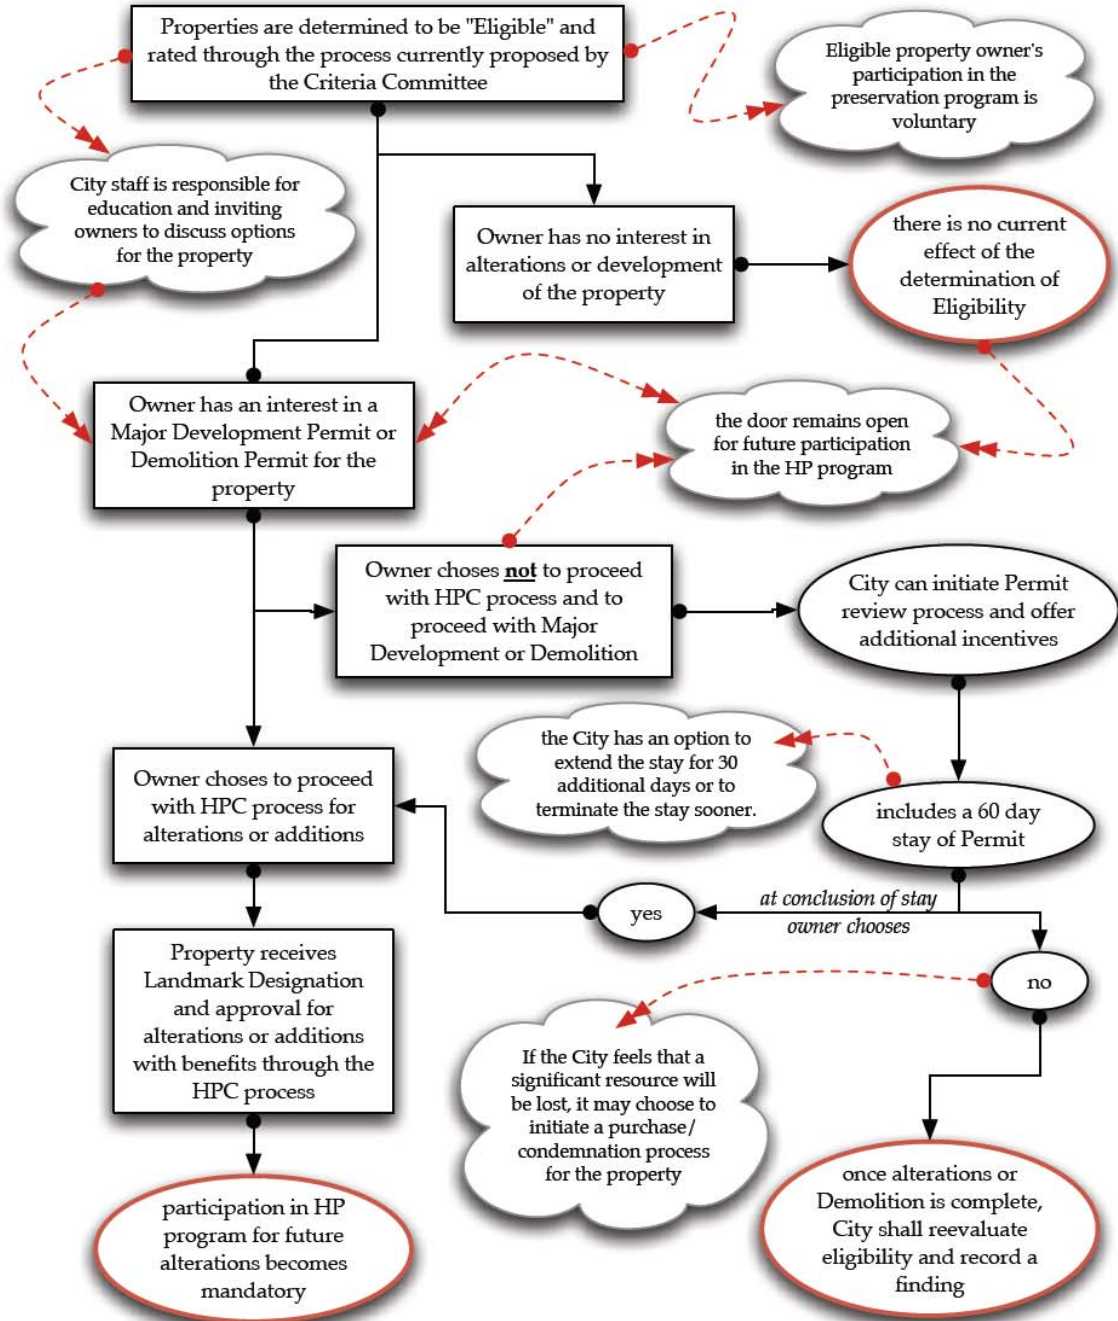 Properties are determined to be "Eligible" and
rated through the process currently proposed by
the Criteria Committee
Eligible property owner's
participation in the
preservation program is
voluntary
City staff is responsible for
education and inviting
owners to discuss options
for the property
Owner has no interest in
alterations or development
of the property
there is no current
effect of the
determination of
Eligibility
Owner has an interest in a
Major Development Permit or
Demolition Permit for the
property
the door remains open
for future participation
in the HP program
Owner choses not to proceed
with HPC process and to
proceed with Major
Development or Demolition
City can initiate Permit
review process and offer
additional incentives
the City has an option to
extend the stay for 30
additional days or to
terminate the stay sooner.
includes a 60 day
stay of Permit
Owner choses to proceed
with HPC process for
alterations or additions
yes
at conclusion of stay
owner chooses
no
Property receives
Landmark Designation
and approval for
alterations or additions
with benefits through the
HPC process
If the City feels that a
significant resource will
be lost, it may choose to
initiate a purchase/
condemnation process
for the property
participation in HP
program for future
alterations becomes
mandatory
once alterations or
Demolition is complete,
City shall reevaluate
eligibility and record a
finding